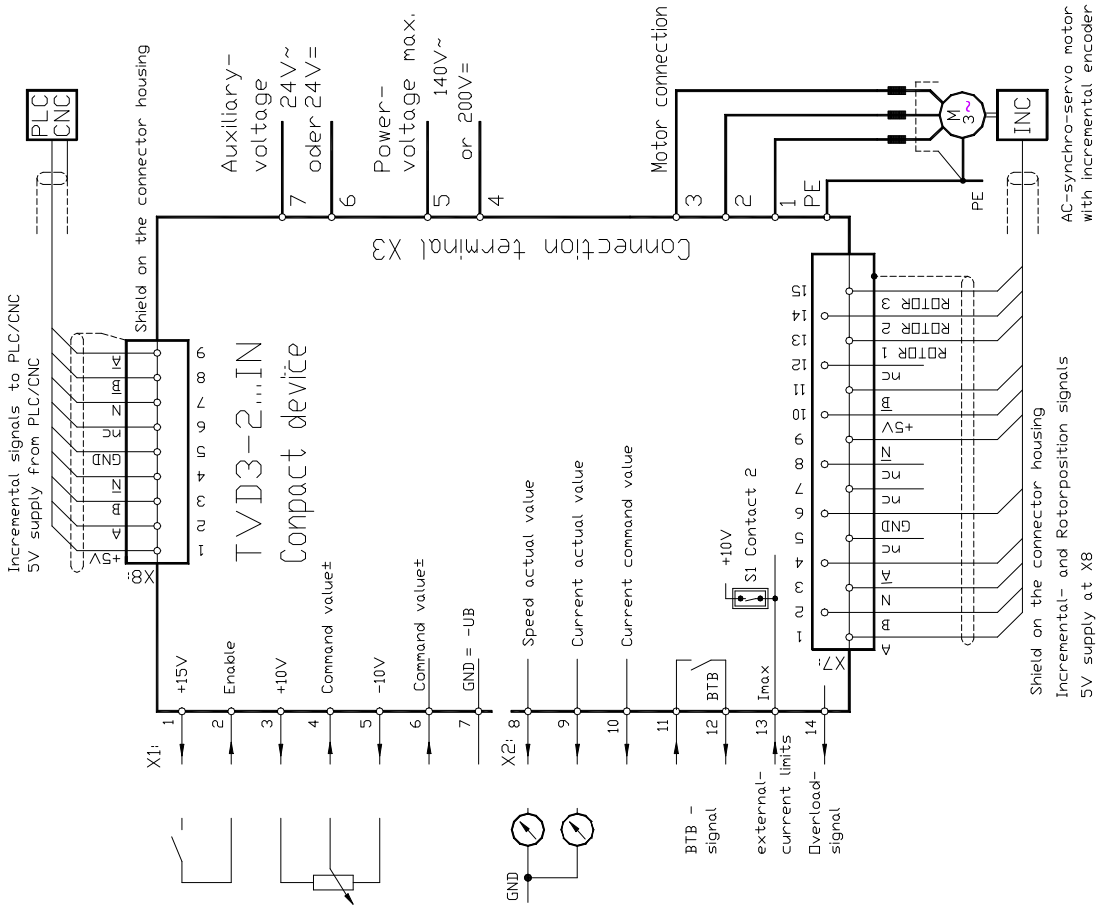 PLC
CNC
Incremental signals to PLC/CNC
5V supply from PLC/CNC
Shield on the connector housing
X8:
+5V
A
B
N̅
GND
nc
N
B̅
A̅
1
2
3
4
5
6
7
8
9
TVD3-2...IN
Conpact device
Auxiliary-
voltage
24V~
oder 24V=
7
6
Power-
voltage max.
140V~
or 200V=
5
4
Motor connection
3
2
1
PE
Connection terminal X3
M
3~
INC
PE
AC-synchro-servo motor
with incremental encoder
X1:
1
+15V
2
Enable
3
+10V
4
Command value±
5
-10V
6
Command value±
7
GND = -UB
X2:
8
Speed actual value
9
Current actual value
10
Current command value
11
12
BTB
13
Imax
14
+10V
S1 Contact 2
GND
BTB -
signal
external-
current limits
Overload-
signal
X7:
1
2
3
4
5
6
7
8
9
10
11
12
13
14
15
A
B
N
A̅
nc
GND
nc
nc
N̅
+5V
B̅
nc
ROTOR 1
ROTOR 2
ROTOR 3
Shield on the connector housing
Incremental- and Rotorposition signals
5V supply at X8